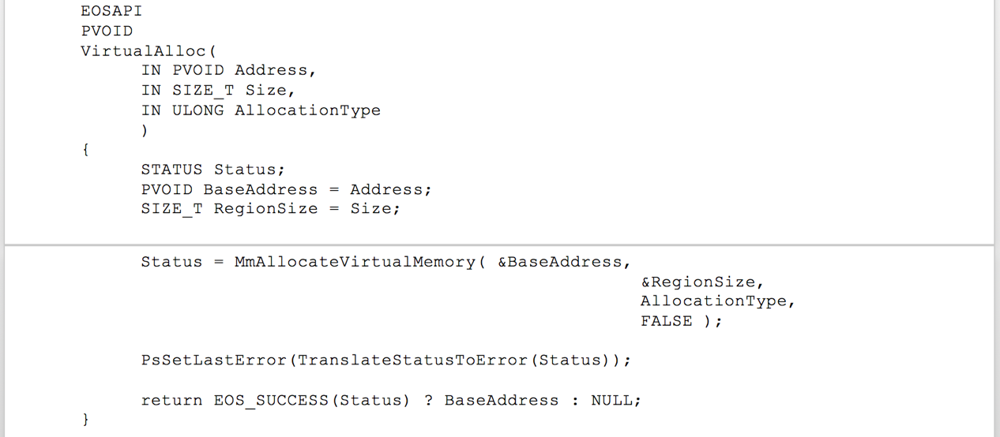 EOSAPI
PVOID
VirtualAlloc(
IN PVOID Address,
IN SIZE_T Size,
IN ULONG AllocationType
)
{
STATUS Status;
PVOID BaseAddress = Address;
SIZE_T RegionSize = Size;
Status = MmAllocateVirtualMemory( &BaseAddress,
&RegionSize,
AllocationType,
FALSE );
PsSetLastError(TranslateStatusToError(Status));
return EOS_SUCCESS(Status) ? BaseAddress : NULL;
}